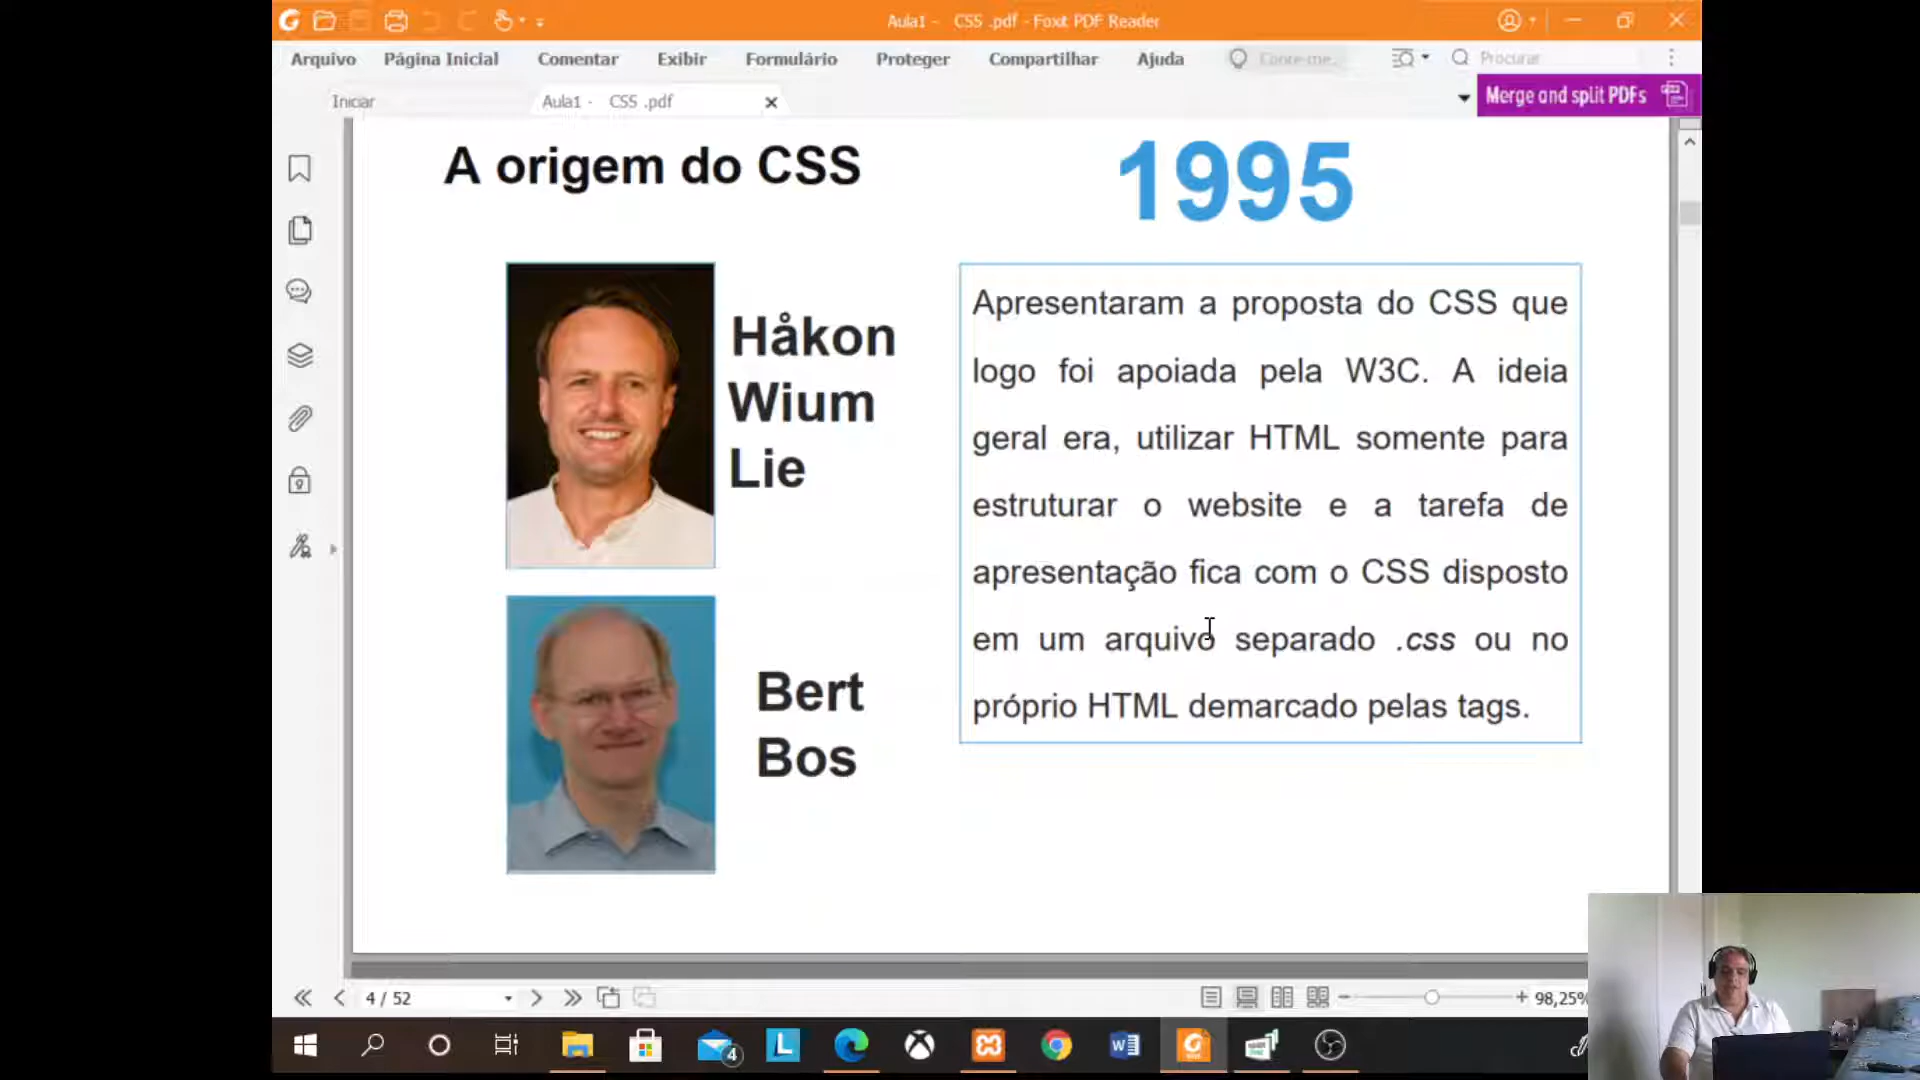 Aula1 - CSS .pdf - Foxit PDF Reader
Arquivo Página Inicial Comentar Exibir Formulário Proteger Compartilhar Ajuda Conte-me... Procurar
Iniciar Aula1 - CSS .pdf Merge and split PDFs
A origem do CSS
1995
Håkon
Wium
Lie
Bert
Bos
Apresentaram a proposta do CSS que
logo foi apoiada pela W3C. A ideia
geral era, utilizar HTML somente para
estruturar o website e a tarefa de
apresentação fica com o CSS disposto
em um arquivo separado .css ou no
próprio HTML demarcado pelas tags.
4 / 52 98,25%
4